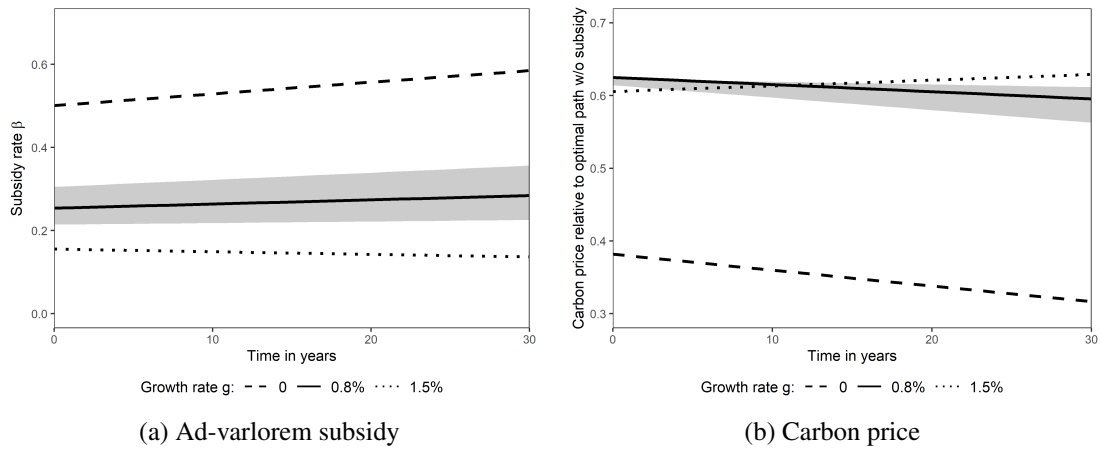 0.6
0.4
0.2
0.0
Subsidy rate β
0
10
20
30
Time in years
Growth rate g: 0 0.8% 1.5%
(a) Ad-varlorem subsidy
0.7
0.6
0.5
0.4
0.3
Carbon price relative to optimal path w/o subsidy
0
10
20
30
Time in years
Growth rate g: 0 0.8% 1.5%
(b) Carbon price